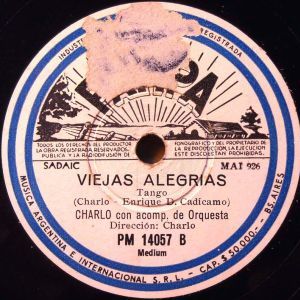 INDUSTRIA
REGISTRADA
TODOS LOS DERECHOS DEL PRODUCTOR
FONOGRAFICO Y DEL PROPIETARIO DE
LA OBRA GRABADA RESERVADOS.
LA REPRODUCCION, LA EJECUCION
PUBLICA Y LA RADIODIFUSION DE
ESTE DISCO ESTAN PROHIBIDAS.
SADAIC
MAI 926
VIEJAS ALEGRIAS
Tango
(Charlo - Enrique D. Cadícamo)
CHARLO con acomp. de Orquesta
Dirección: Charlo
PM 14057 B
Medium
MUSICA ARGENTINA E INTERNACIONAL S. R. L. - CAP. $ 50.000 - BS. AIRES